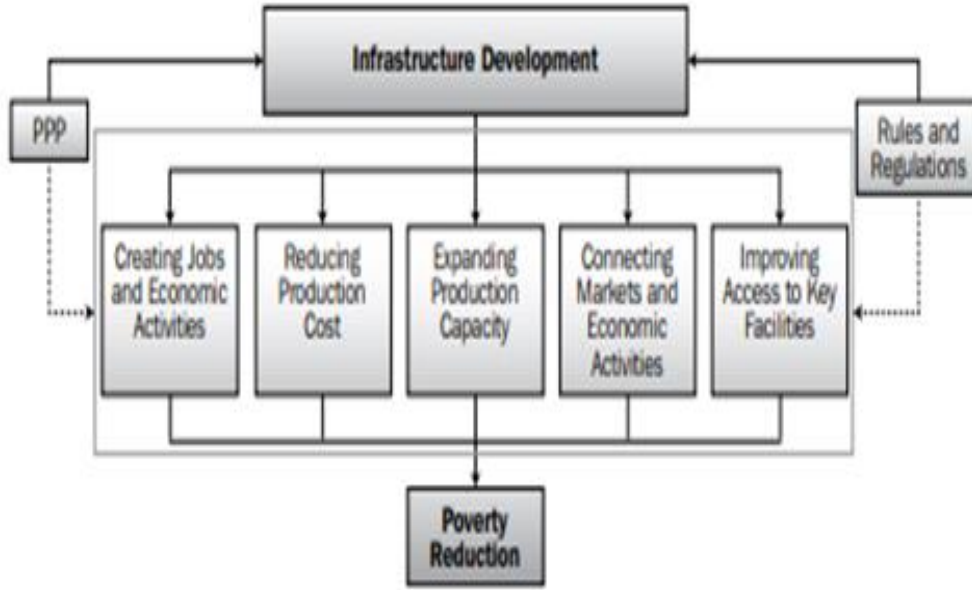 Infrastructure Development
PPP
Rules and
Regulations
Creating Jobs
and Economic
Activities
Reducing
Production
Cost
Expanding
Production
Capacity
Connecting
Markets and
Economic
Activities
Improving
Access to Key
Facilities
Poverty
Reduction